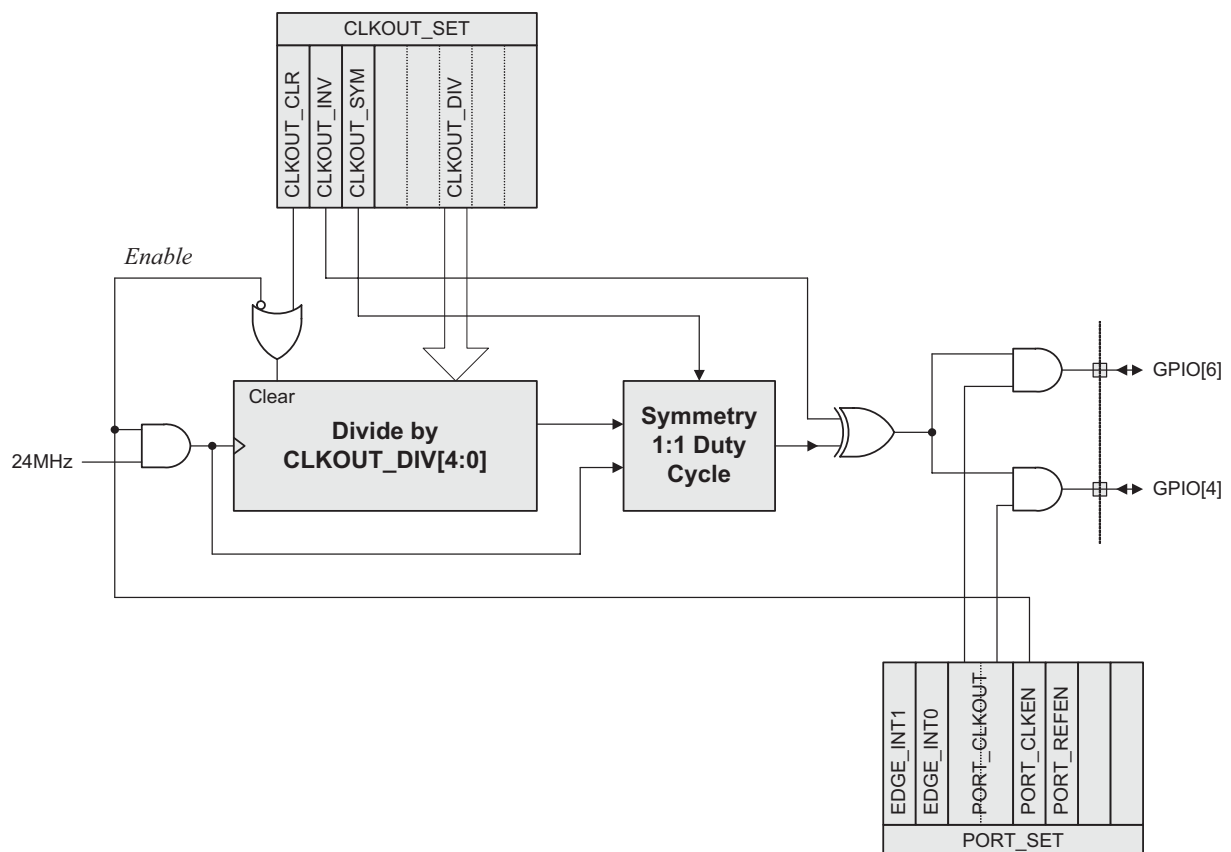 CLKOUT_SET
CLKOUT_CLR
CLKOUT_INV
CLKOUT_SYM
CLKOUT_DIV
Enable
Clear
Divide by
CLKOUT_DIV[4:0]
24MHz
Symmetry
1:1 Duty
Cycle
GPIO[6]
GPIO[4]
EDGE_INT1
EDGE_INT0
PORT_CLKOUT
PORT_CLKEN
PORT_REFEN
PORT_SET